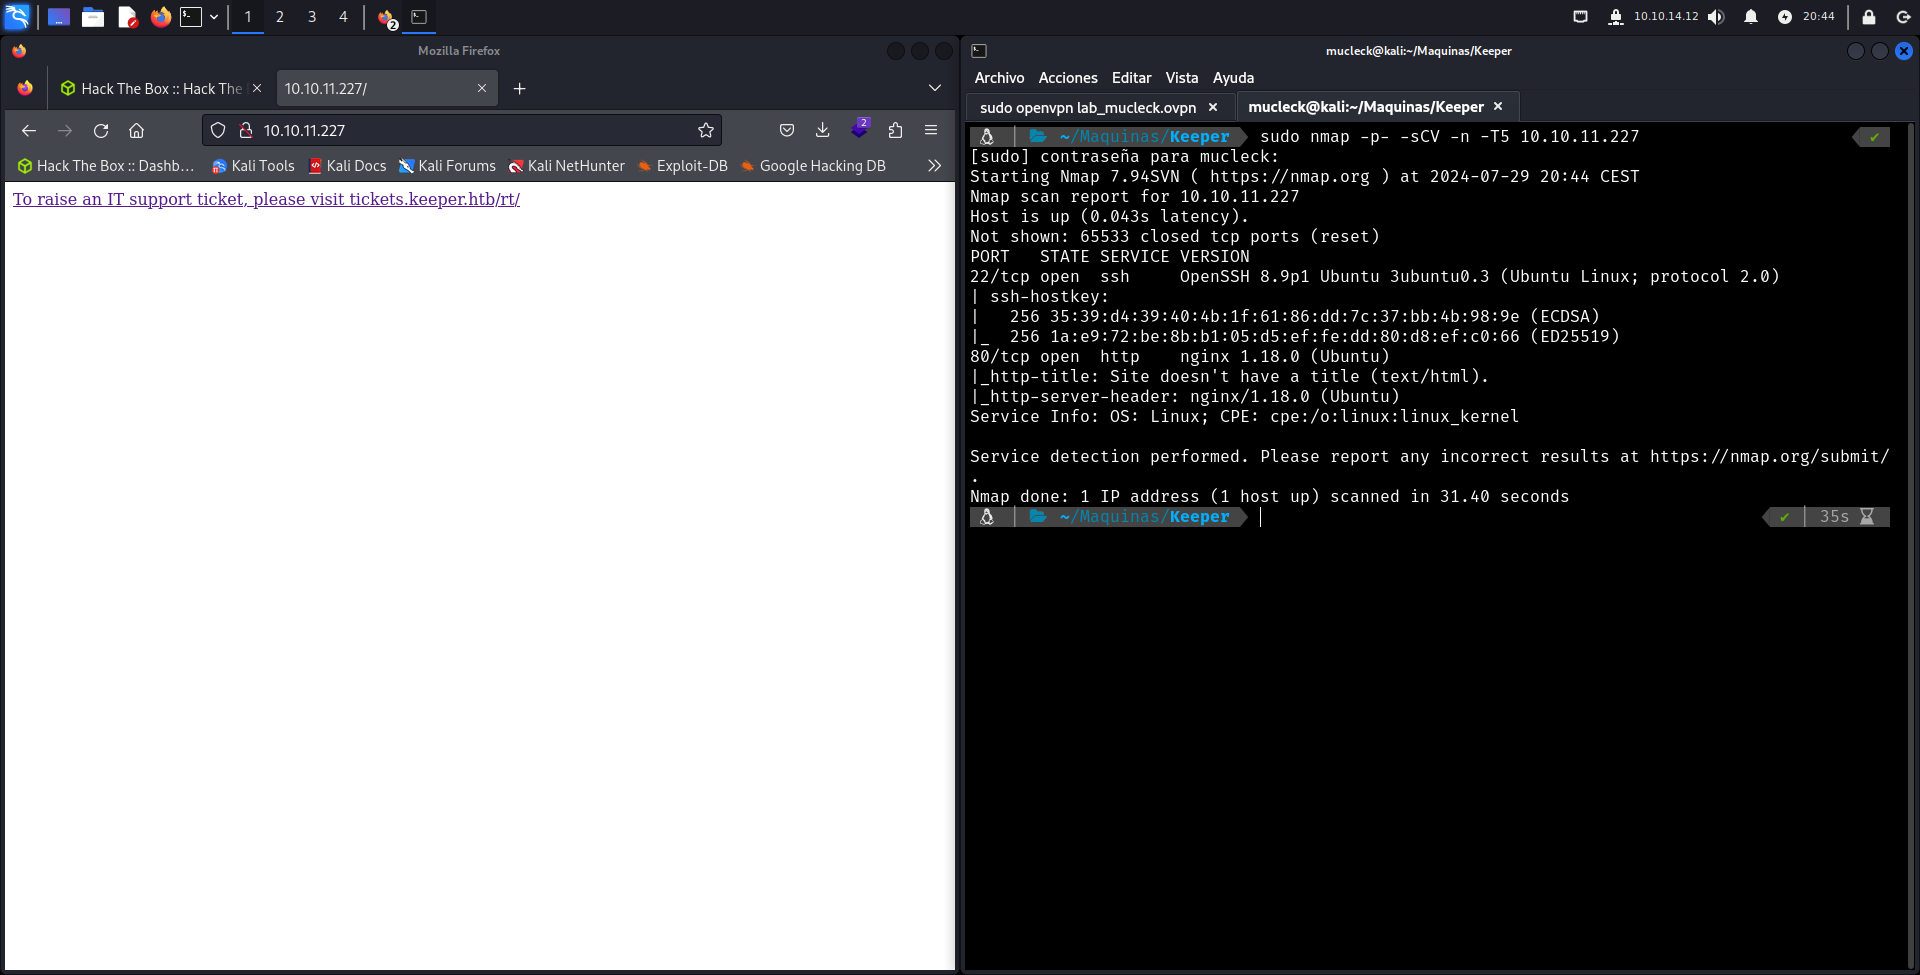 1 2 3 4 2 10.10.14.12 20:44
Mozilla Firefox
Hack The Box :: Hack The
10.10.11.227/
10.10.11.227
2
Hack The Box :: Dashb… Kali Tools Kali Docs Kali Forums Kali NetHunter Exploit-DB Google Hacking DB
To raise an IT support ticket, please visit tickets.keeper.htb/rt/
mucleck@kali:~/Maquinas/Keeper
Archivo Acciones Editar Vista Ayuda
sudo openvpn lab_mucleck.ovpn mucleck@kali:~/Maquinas/Keeper
~/Maquinas/Keeper sudo nmap -p- -sCV -n -T5 10.10.11.227
[sudo] contraseña para mucleck:
Starting Nmap 7.94SVN ( https://nmap.org ) at 2024-07-29 20:44 CEST
Nmap scan report for 10.10.11.227
Host is up (0.043s latency).
Not shown: 65533 closed tcp ports (reset)
PORT   STATE SERVICE VERSION
22/tcp open  ssh     OpenSSH 8.9p1 Ubuntu 3ubuntu0.3 (Ubuntu Linux; protocol 2.0)
| ssh-hostkey:
|   256 35:39:d4:39:40:4b:1f:61:86:dd:7c:37:bb:4b:98:9e (ECDSA)
|_  256 1a:e9:72:be:8b:b1:05:d5:ef:fe:dd:80:d8:ef:c0:66 (ED25519)
80/tcp open  http    nginx 1.18.0 (Ubuntu)
|_http-title: Site doesn't have a title (text/html).
|_http-server-header: nginx/1.18.0 (Ubuntu)
Service Info: OS: Linux; CPE: cpe:/o:linux:linux_kernel
Service detection performed. Please report any incorrect results at https://nmap.org/submit/
.
Nmap done: 1 IP address (1 host up) scanned in 31.40 seconds
~/Maquinas/Keeper 35s